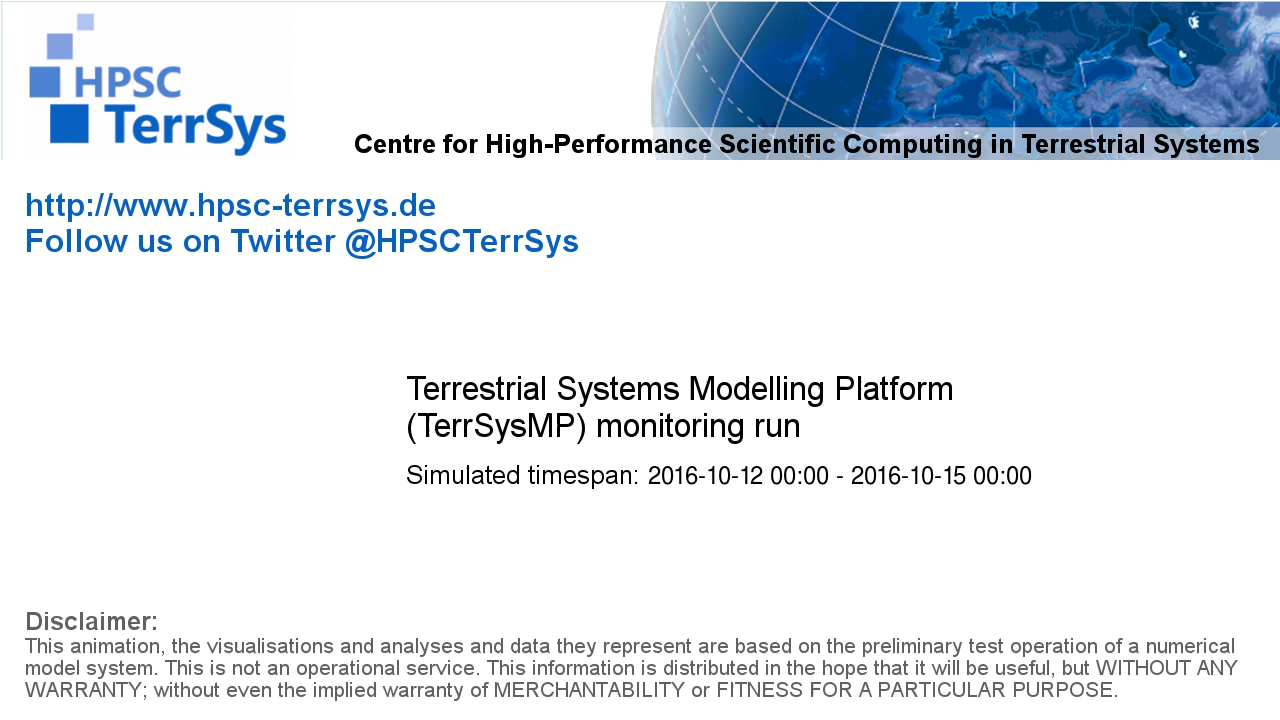 HPSC
TerrSys
Centre for High-Performance Scientific Computing in Terrestrial Systems
http://www.hpsc-terrsys.de
Follow us on Twitter @HPSCTerrSys
Terrestrial Systems Modelling Platform
(TerrSysMP) monitoring run
Simulated timespan: 2016-10-12 00:00 - 2016-10-15 00:00
Disclaimer:
This animation, the visualisations and analyses and data they represent are based on the preliminary test operation of a numerical
model system. This is not an operational service. This information is distributed in the hope that it will be useful, but WITHOUT ANY
WARRANTY; without even the implied warranty of MERCHANTABILITY or FITNESS FOR A PARTICULAR PURPOSE.